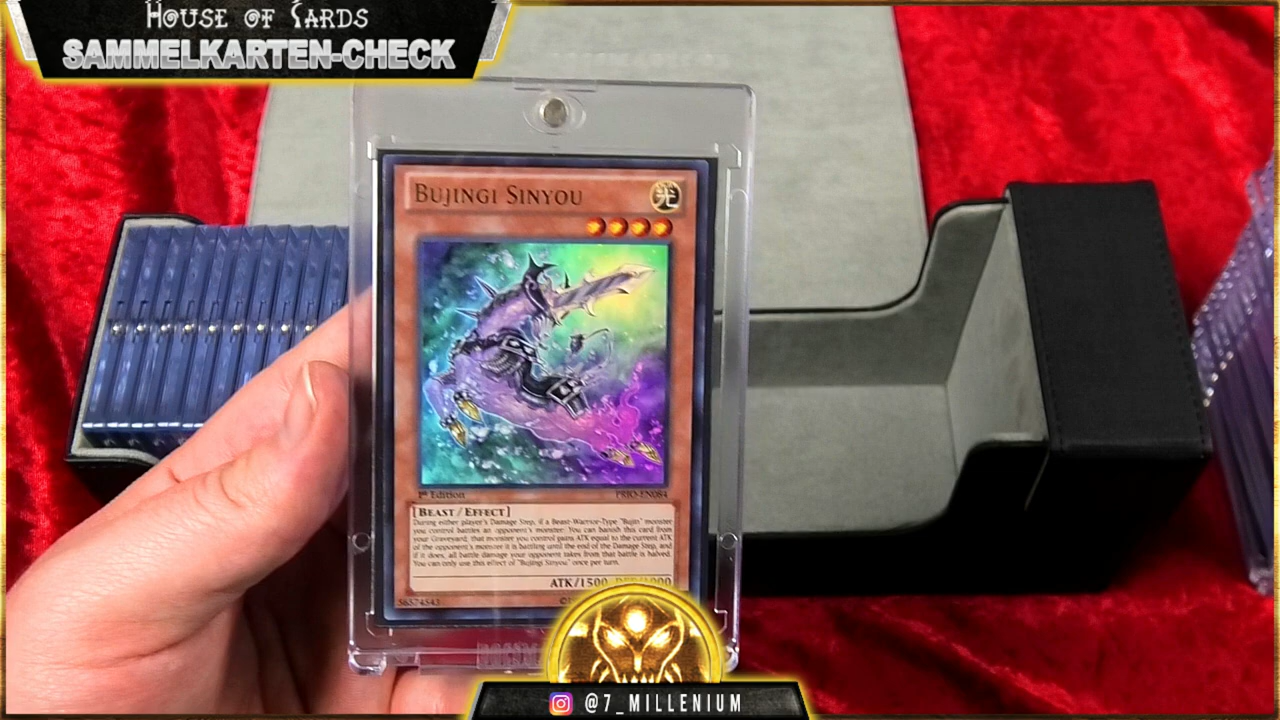 House of Cards
SAMMELKARTEN-CHECK
Bujingi Sinyou
光
1st Edition
PRIO-EN084
[Beast / Effect]
During either player's Damage Step, if a Beast-Warrior-Type "Bujin" monster
you control battles an opponent's monster: You can banish this card from
your Graveyard; that monster you control gains ATK equal to the current ATK
of the opponent's monster it is battling until the end of the Damage Step, and
if it does, all battle damage your opponent takes from that battle is halved.
You can only use this effect of "Bujingi Sinyou" once per turn.
ATK/1500 DEF/1000
56574543
@7_MILLENIUM